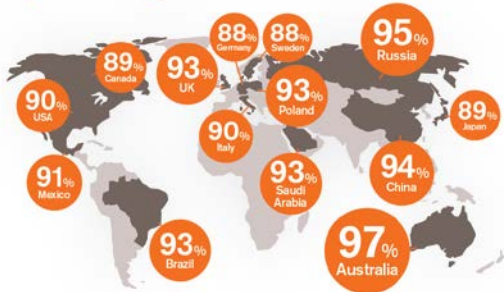 88%
Germany
88%
Sweden
95%
Russia
89%
Canada
93%
UK
90%
USA
93%
Poland
89%
Japan
90%
Italy
91%
Mexico
93%
Saudi
Arabia
94%
China
93%
Brazil
97%
Australia